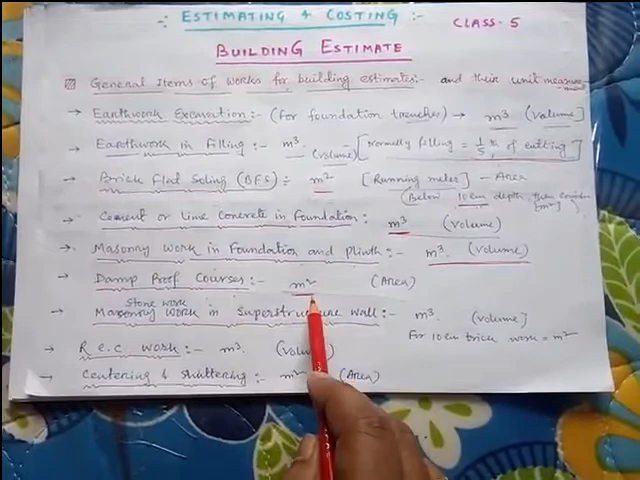 ∴ ESTIMATING & COSTING :-
CLASS-5
BUILDING ESTIMATE
General Items of works for building estimates:- and their unit measurement
→ Earthwork Excavation:- (For foundation trenches) → m³ (volume]
→ Earthwork in Filling :- m³ (volume) - [Normally filling = 1/5 th of cutting]
→ Brick Flat Soling (BFS) :- m² [Running meter] - Area
(Below 10cm depth, then consider [m²]
→ Cement or Lime Concrete in Foundation: m³ (volume)
→ Masonry work in Foundation and plinth:- m³ (volume)
→ Damp Proof Courses:- m² (Area)
Stone work
→ Masonry work in Superstructure wall:- m³ (volume]
For 10cm brick work = m²
→ R.C.C work:- m³ (volume)
→ Centering & shuttering :- m² (Area)